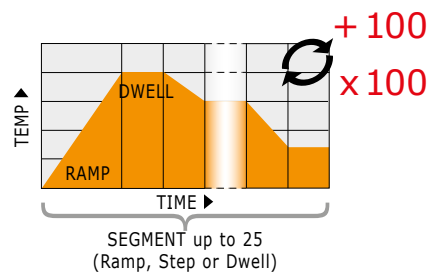 + 100
x 100
DWELL
TEMP ▶
RAMP
TIME ▶
SEGMENT up to 25
(Ramp, Step or Dwell)